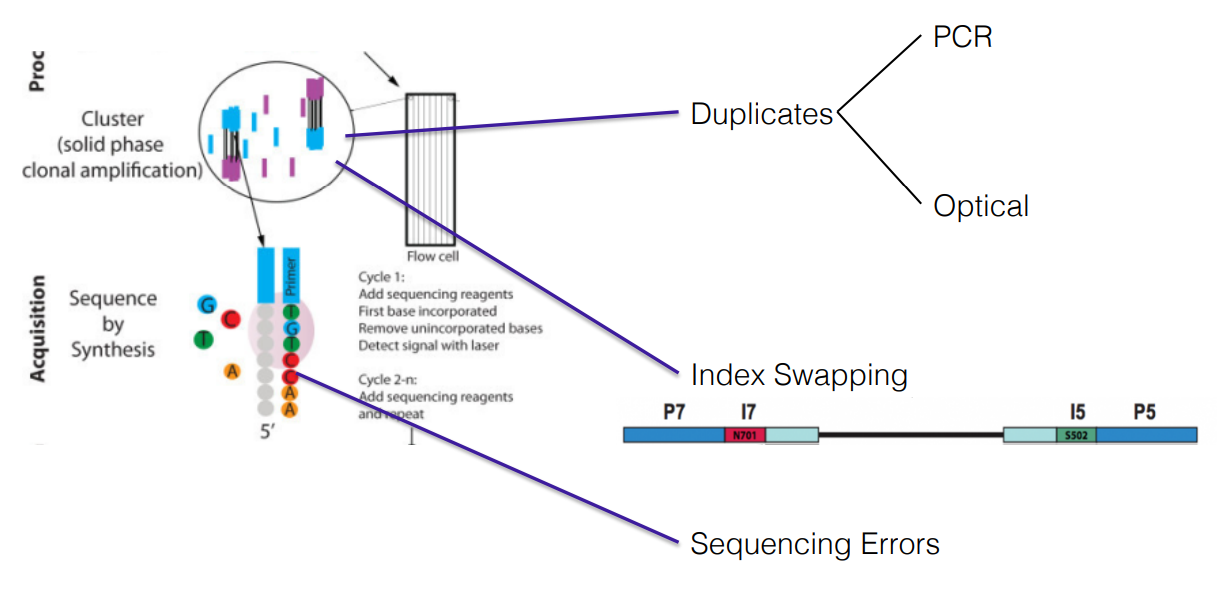 PCR
Proc
Cluster
(solid phase
clonal amplification)
Duplicates
Optical
Flow cell
Acquisition
Sequence
by
Synthesis
G
C
T
A
Primer
T
G
T
C
C
A
A
5'
Cycle 1:
Add sequencing reagents
First base incorporated
Remove unincorporated bases
Detect signal with laser
Cycle 2-n:
Add sequencing reagents
and repeat
Index Swapping
P7 I7 I5 P5
N701 S502
Sequencing Errors